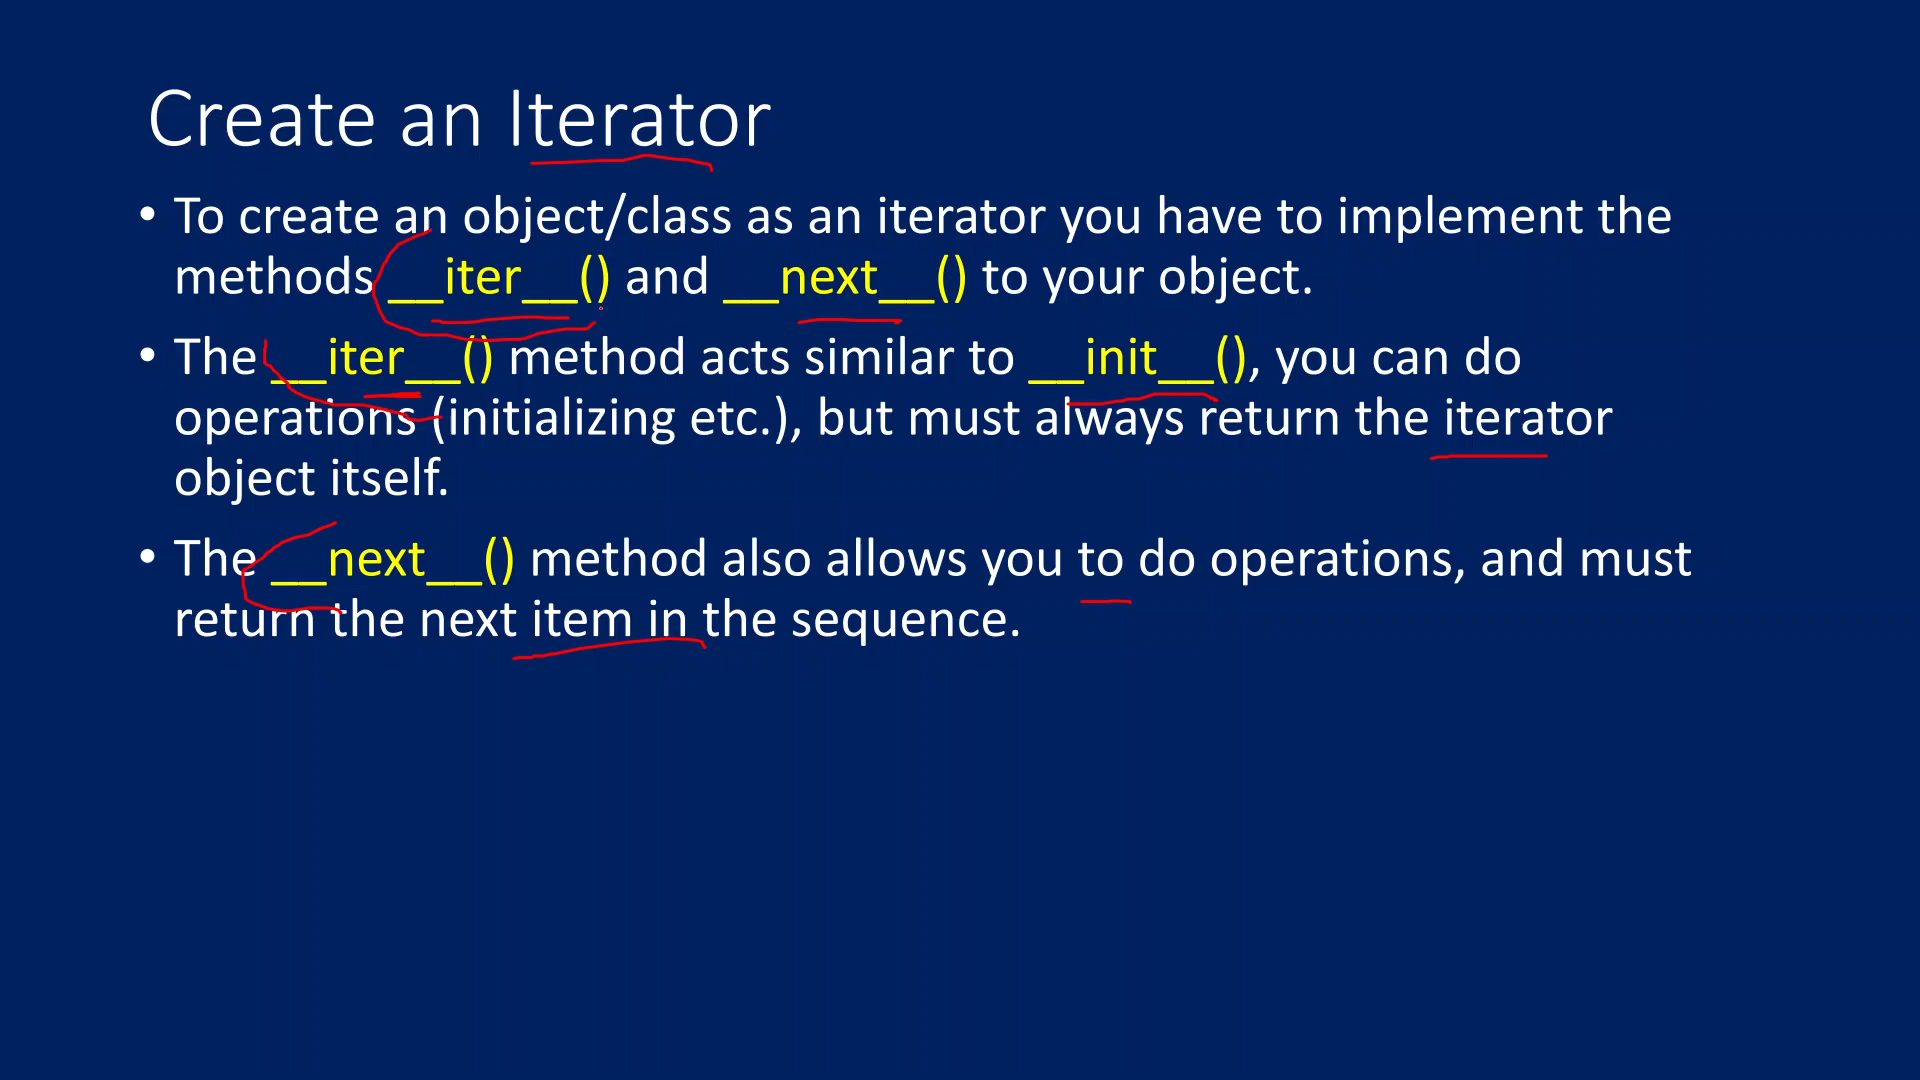 Create an Iterator
• To create an object/class as an iterator you have to implement the
methods __iter__() and __next__() to your object.
• The __iter__() method acts similar to __init__(), you can do
operations (initializing etc.), but must always return the iterator
object itself.
• The __next__() method also allows you to do operations, and must
return the next item in the sequence.